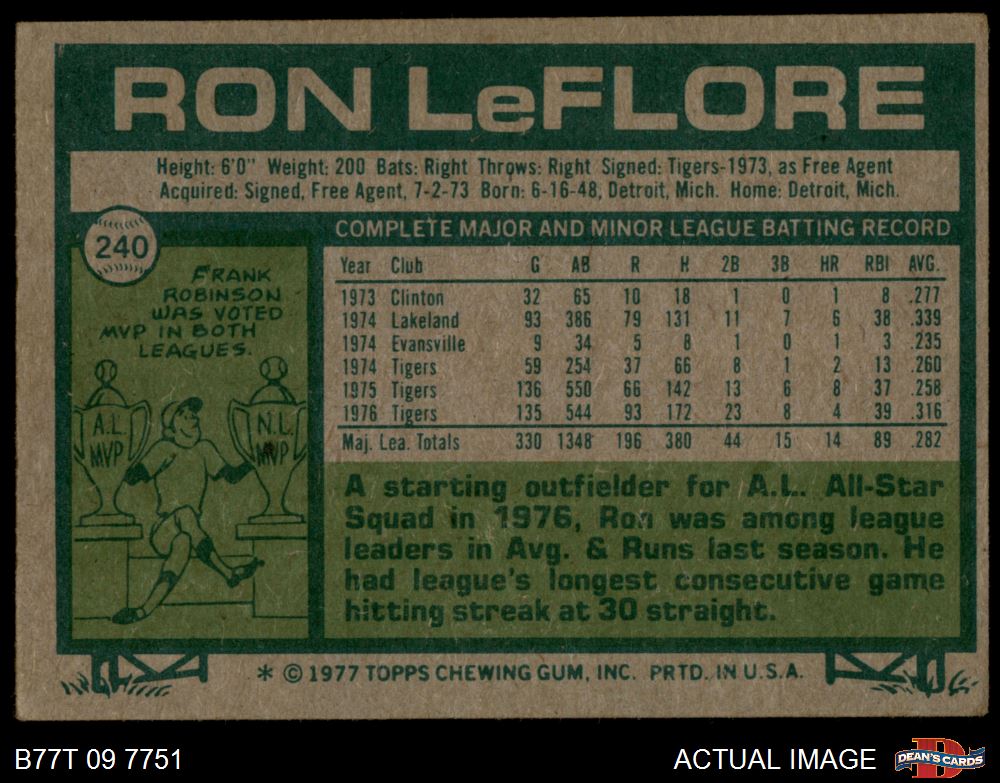 RON LeFLORE
Height: 6'0" Weight: 200 Bats: Right Throws: Right Signed: Tigers-1973, as Free Agent
Acquired: Signed, Free Agent, 7-2-73 Born: 6-16-48, Detroit, Mich. Home: Detroit, Mich.
240
FRANK
ROBINSON
WAS VOTED
MVP IN BOTH
LEAGUES.
A.L.
MVP
N.L.
MVP
COMPLETE MAJOR AND MINOR LEAGUE BATTING RECORD
Year Club G AB R H 2B 3B HR RBI AVG.
1973 Clinton 32 65 10 18 1 0 1 8 .277
1974 Lakeland 93 386 79 131 11 7 6 38 .339
1974 Evansville 9 34 5 8 1 0 1 3 .235
1974 Tigers 59 254 37 66 8 1 2 13 .260
1975 Tigers 136 550 66 142 13 6 8 37 .258
1976 Tigers 135 544 93 172 23 8 4 39 .316
Maj. Lea. Totals 330 1348 196 380 44 15 14 89 .282
A starting outfielder for A.L. All-Star
Squad in 1976, Ron was among league
leaders in Avg. & Runs last season. He
had league's longest consecutive game
hitting streak at 30 straight.
* © 1977 TOPPS CHEWING GUM, INC. PRTD. IN U.S.A.
B77T 09 7751
ACTUAL IMAGE
DEAN'S CARDS